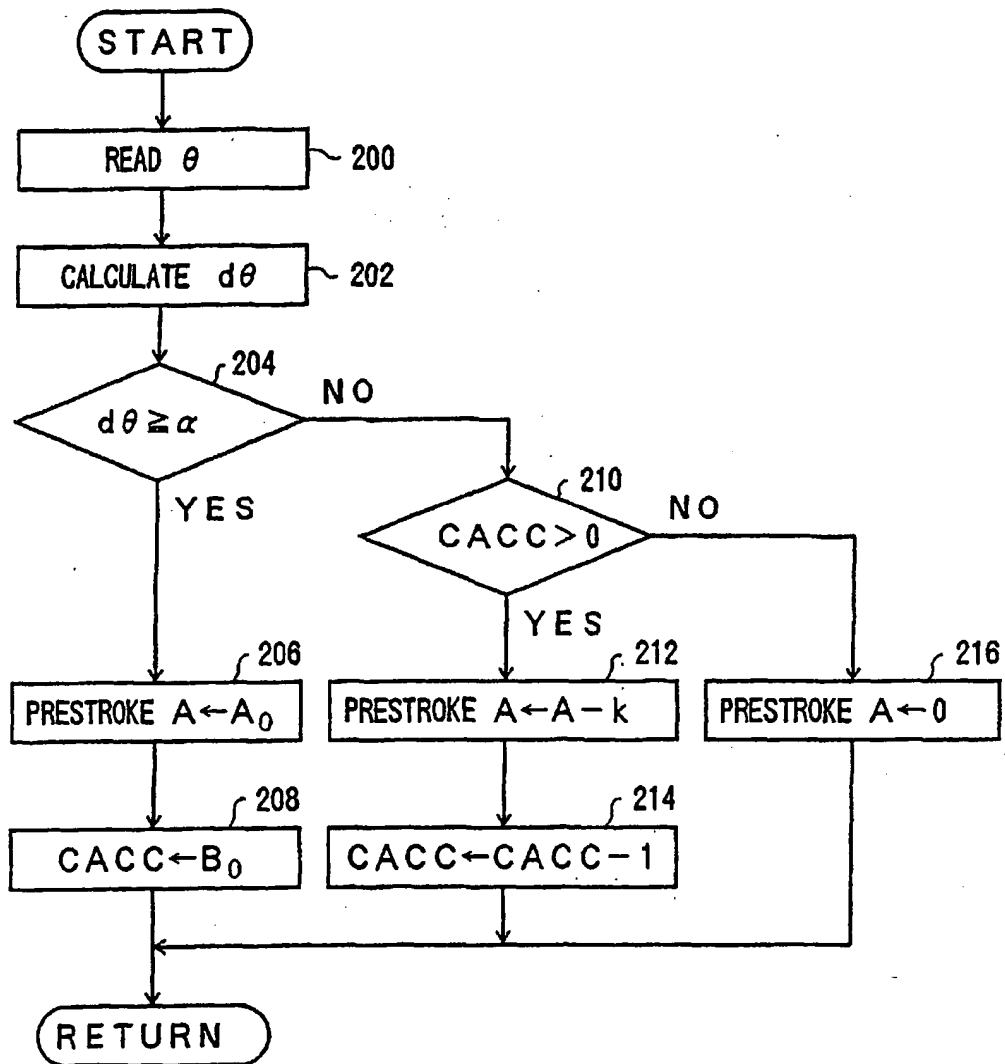 START
READ θ
200
CALCULATE dθ
202
204
dθ≧α
NO
YES
210
CACC>0
NO
YES
206
PRESTROKE A←A₀
212
PRESTROKE A←A−k
216
PRESTROKE A←0
208
CACC←B₀
214
CACC←CACC−1
RETURN